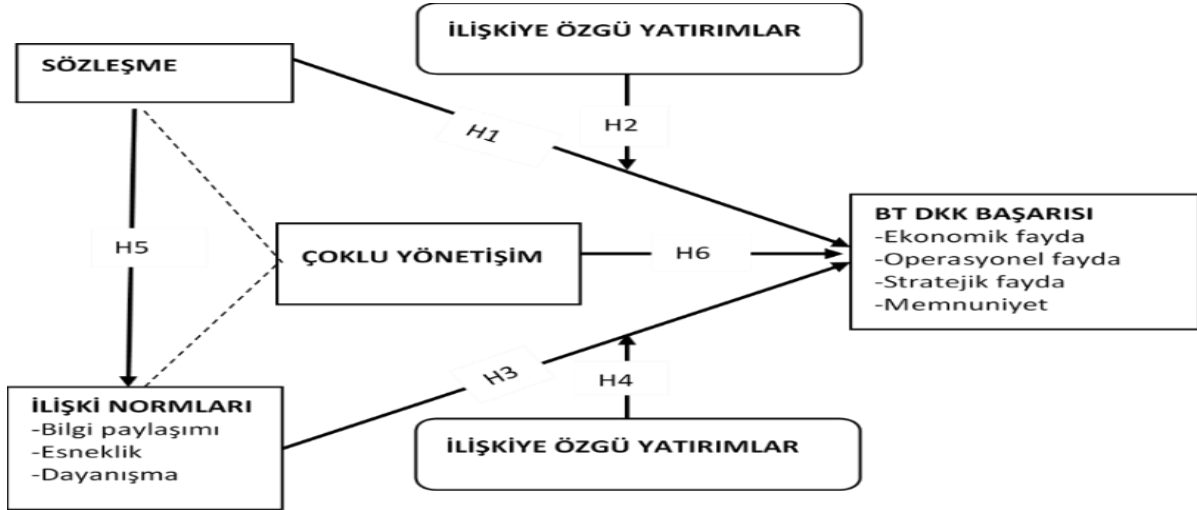 İLİŞKİYE ÖZGÜ YATIRIMLAR
SÖZLEŞME
H1
H2
BT DKK BAŞARISI
-Ekonomik fayda
-Operasyonel fayda
-Stratejik fayda
-Memnuniyet
H5
ÇOKLU YÖNETİŞİM
H6
H3
H4
İLİŞKİ NORMLARI
-Bilgi paylaşımı
-Esneklik
-Dayanışma
İLİŞKİYE ÖZGÜ YATIRIMLAR